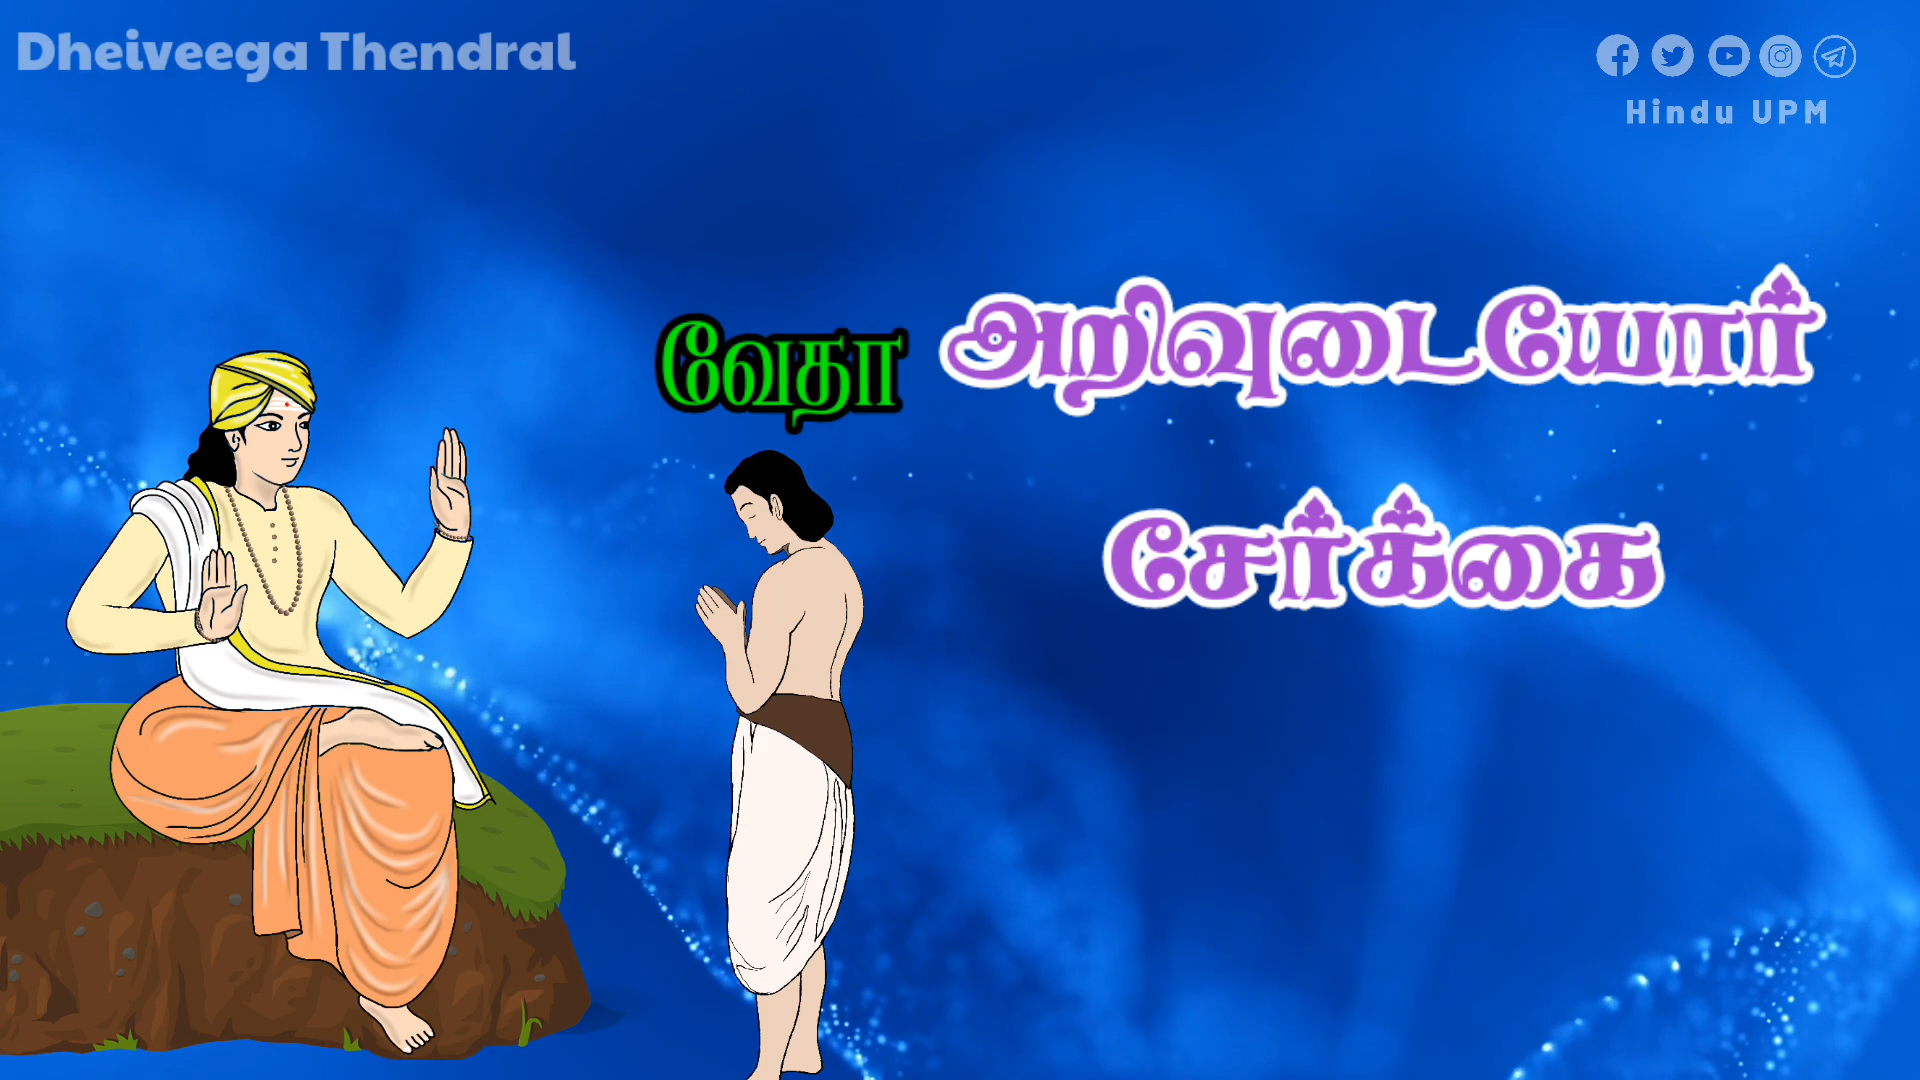 Dheiveega Thendral
Hindu UPM
வேதா
அறிவுடையோர்
சேர்க்கை